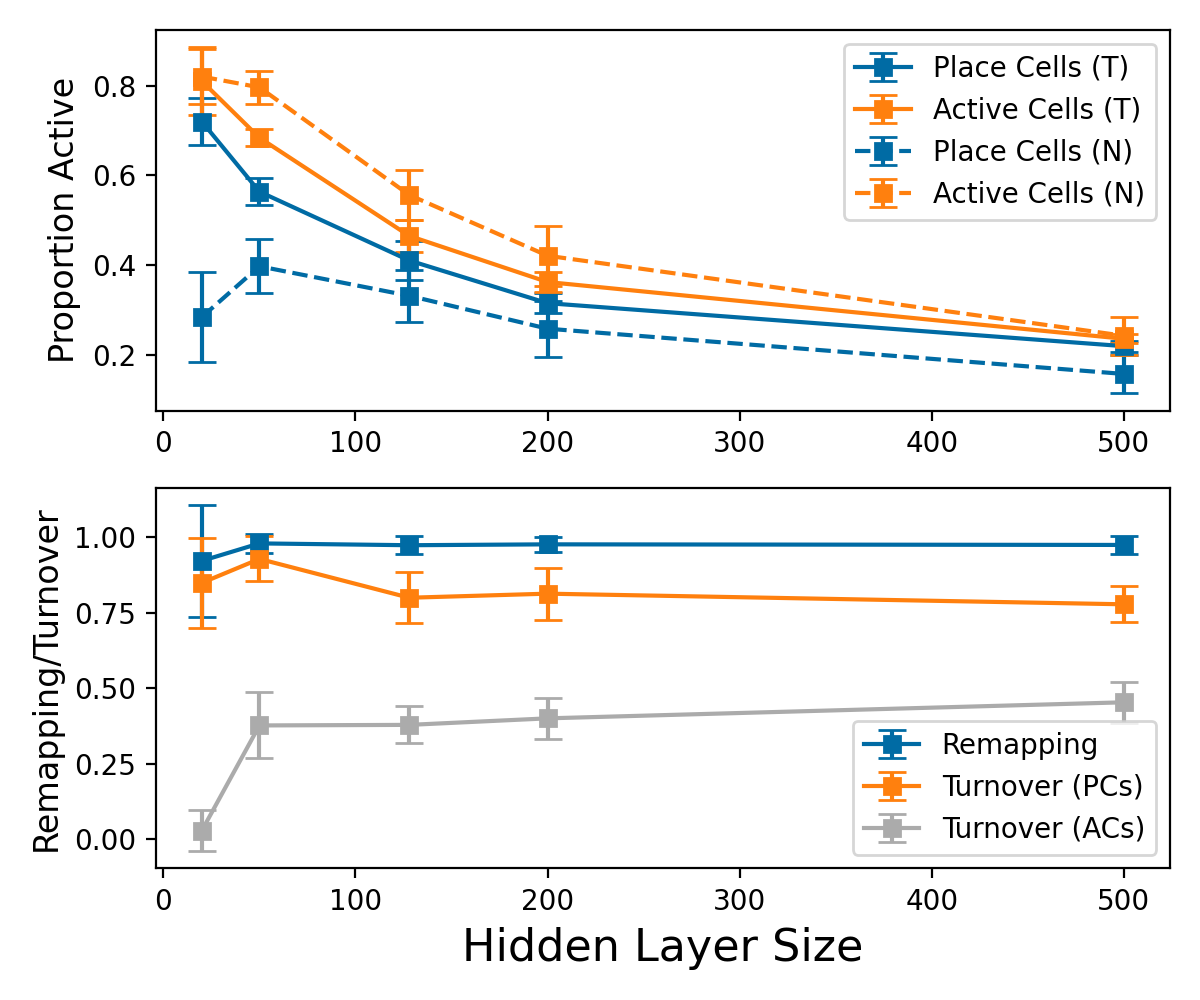 Proportion Active
0.8
0.6
0.4
0.2
Place Cells (T)
Active Cells (T)
Place Cells (N)
Active Cells (N)
0 100 200 300 400 500
Remapping/Turnover
1.00
0.75
0.50
0.25
0.00
Remapping
Turnover (PCs)
Turnover (ACs)
0 100 200 300 400 500
Hidden Layer Size